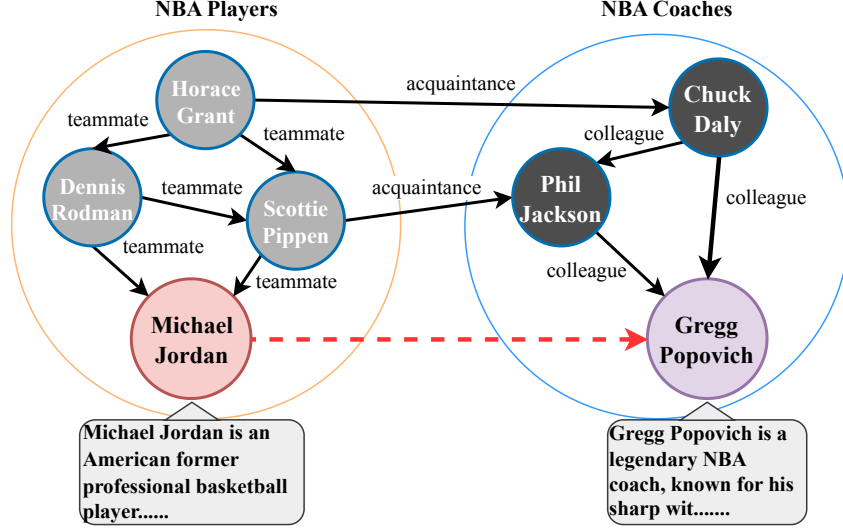 NBA Players
NBA Coaches
Horace
Grant
acquaintance
Chuck
Daly
teammate
teammate
colleague
Dennis
Rodman
teammate
Scottie
Pippen
acquaintance
Phil
Jackson
colleague
teammate
teammate
colleague
Michael
Jordan
Gregg
Popovich
Michael Jordan is an
American former
professional basketball
player......
Gregg Popovich is a
legendary NBA
coach, known for his
sharp wit.......